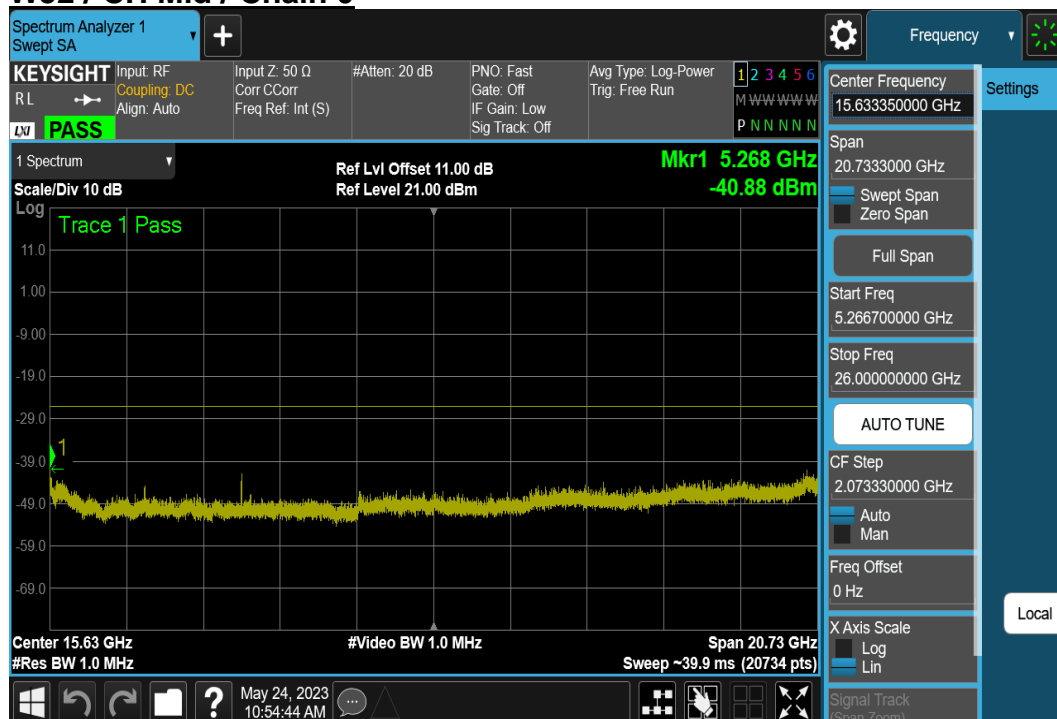 W52 / CH Mid / Chain 0
Spectrum Analyzer 1
Swept SA
Frequency
KEYSIGHT
RL
LXI
PASS
Input: RF
Coupling: DC
Align: Auto
Input Z: 50 Ω
Corr CCorr
Freq Ref: Int (S)
#Atten: 20 dB
PNO: Fast
Gate: Off
IF Gain: Low
Sig Track: Off
Avg Type: Log-Power
Trig: Free Run
1 2 3 4 5 6
M W W W W W
P N N N N N
1 Spectrum
Scale/Div 10 dB
Ref Lvl Offset 11.00 dB
Ref Level 21.00 dBm
Mkr1 5.268 GHz
-40.88 dBm
Log
Trace 1 Pass
11.0
1.00
-9.00
-19.0
-29.0
-39.0
-49.0
-59.0
-69.0
1
Center 15.63 GHz
#Res BW 1.0 MHz
#Video BW 1.0 MHz
Span 20.73 GHz
Sweep ~39.9 ms (20734 pts)
May 24, 2023
10:54:44 AM
Center Frequency
15.633350000 GHz
Span
20.7333000 GHz
Swept Span
Zero Span
Full Span
Start Freq
5.266700000 GHz
Stop Freq
26.000000000 GHz
AUTO TUNE
CF Step
2.073330000 GHz
Auto
Man
Freq Offset
0 Hz
X Axis Scale
Log
Lin
Signal Track
(Span Zoom)
Settings
Local